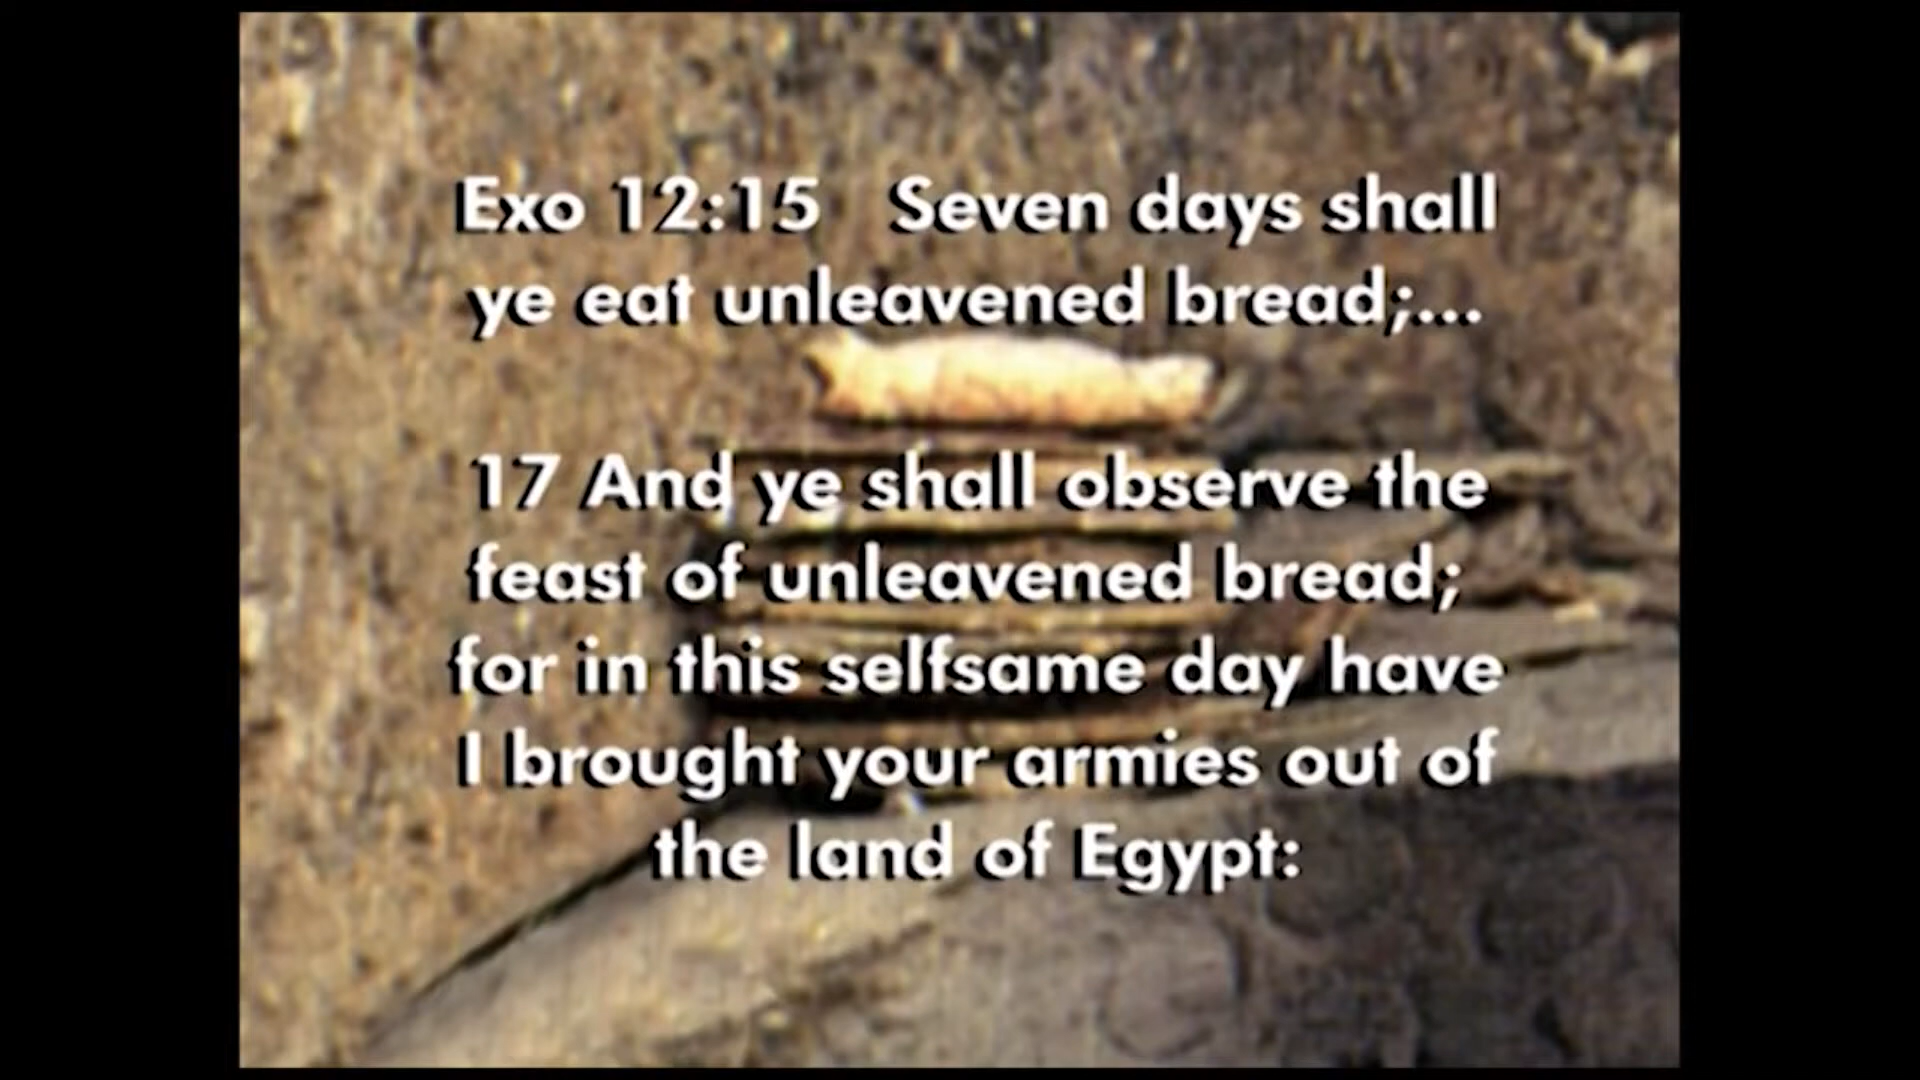 Exo 12:15   Seven days shall
ye eat unleavened bread;...
17 And ye shall observe the
feast of unleavened bread;
for in this selfsame day have
I brought your armies out of
the land of Egypt: